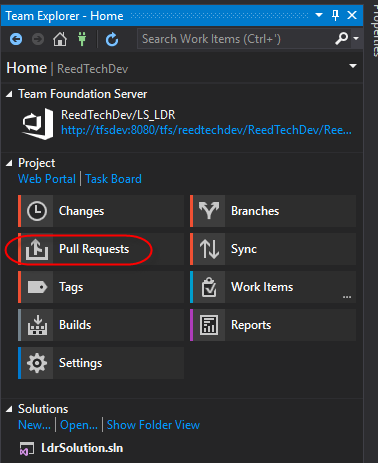 Team Explorer - Home
Properties
Search Work Items (Ctrl+')
Home | ReedTechDev
Team Foundation Server
ReedTechDev/LS_LDR
http://tfsdev:8080/tfs/reedtechdev/ReedTechDev/Ree...
Project
Web Portal | Task Board
Changes
Branches
Pull Requests
Sync
Tags
Work Items
...
Builds
Reports
Settings
Solutions
New... | Open... | Show Folder View
LdrSolution.sln